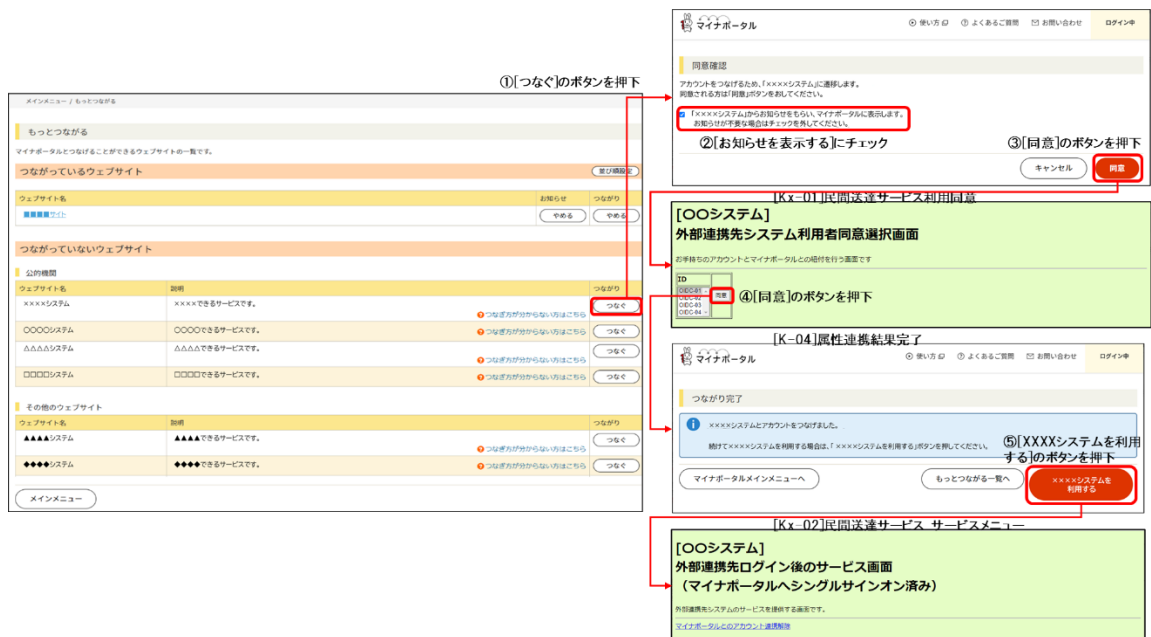 ①[つなぐ]のボタンを押下
メインメニュー / もっとつながる
もっとつながる
マイナポータルとつなげることができるウェブサイトの一覧です。
つながっているウェブサイト
並び順設定
ウェブサイト名 お知らせ つながり
■■■■サイト やめる やめる
つながっていないウェブサイト
公的機関
ウェブサイト名 説明 つながり
××××システム ××××できるサービスです。 つなぐ
つなぎ方が分からない方はこちら
〇〇〇〇システム 〇〇〇〇できるサービスです。 つなぎ方が分からない方はこちら つなぐ
△△△△システム △△△△できるサービスです。 つなぐ
つなぎ方が分からない方はこちら
□□□□システム □□□□できるサービスです。 つなぎ方が分からない方はこちら つなぐ
その他のウェブサイト
ウェブサイト名 説明 つながり
▲▲▲▲システム ▲▲▲▲できるサービスです。 つなぐ
つなぎ方が分からない方はこちら
◆◆◆◆システム ◆◆◆◆できるサービスです。 つなぎ方が分からない方はこちら つなぐ
メインメニュー
マイナポータル 使い方 よくあるご質問 お問い合わせ ログイン中
同意確認
アカウントをつなげるため、「××××システム」に遷移します。
同意される方は「同意」ボタンをおしてください。
「××××システム」からお知らせをもらい、マイナポータルに表示します。
お知らせが不要な場合はチェックを外してください。
②[お知らせを表示する]にチェック
③[同意]のボタンを押下
キャンセル 同意
[Kx-01]民間送達サービス利用同意
[〇〇システム]
外部連携先システム利用者同意選択画面
お手持ちのアカウントとマイナポータルとの紐付を行う画面です
ID
OIDC-01
OIDC-02
OIDC-03
OIDC-04
同意
④[同意]のボタンを押下
[K-04]属性連携結果完了
マイナポータル 使い方 よくあるご質問 お問い合わせ ログイン中
つながり完了
××××システムとアカウントをつなげました。
続けて××××システムを利用する場合は、「××××システムを利用する」ボタンを押してください。
⑤[XXXXシステムを利用
する]のボタンを押下
マイナポータルメインメニューへ もっとつながる一覧へ
××××システムを
利用する
[Kx-02]民間送達サービス サービスメニュー
[〇〇システム]
外部連携先ログイン後のサービス画面
（マイナポータルへシングルサインオン済み）
外部連携先システムのサービスを提供する画面です。
マイナポータルとのアカウント連携解除